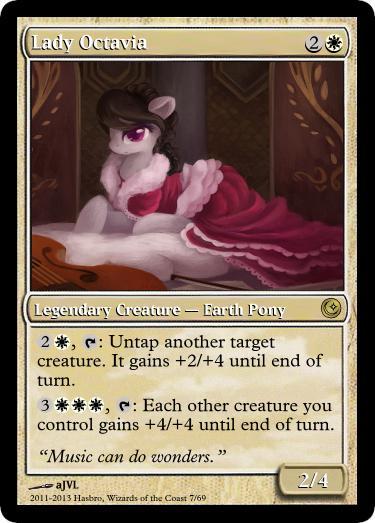 Lady Octavia 2
Legendary Creature — Earth Pony
2 , : Untap another target
creature. It gains +2/+4 until end of
turn.
3 , : Each other creature you
control gains +4/+4 until end of turn.
“Music can do wonders.”
aJVL
2011-2013 Hasbro, Wizards of the Coast 7/69
2/4